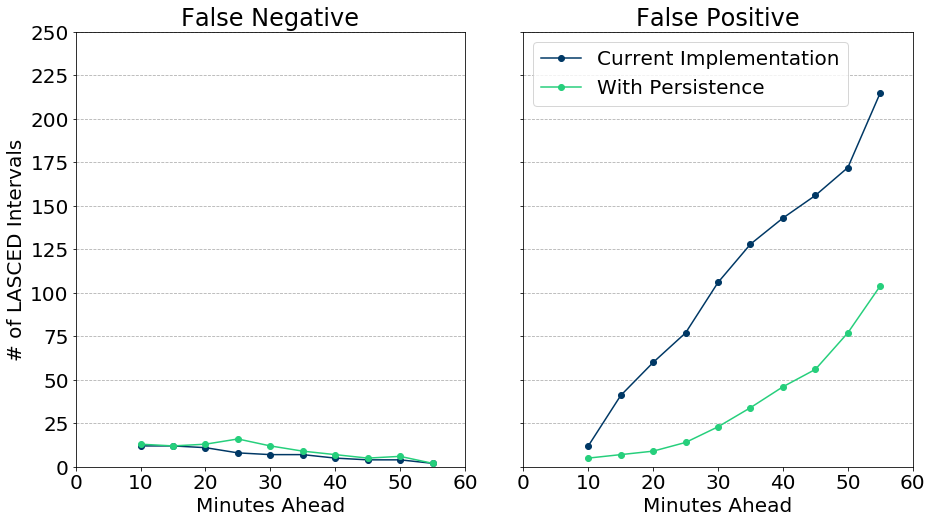 False Negative
False Positive
# of LASCED Intervals
250
225
200
175
150
125
100
75
50
25
0
0 10 20 30 40 50 60
Minutes Ahead
Current Implementation
With Persistence
0 10 20 30 40 50 60
Minutes Ahead